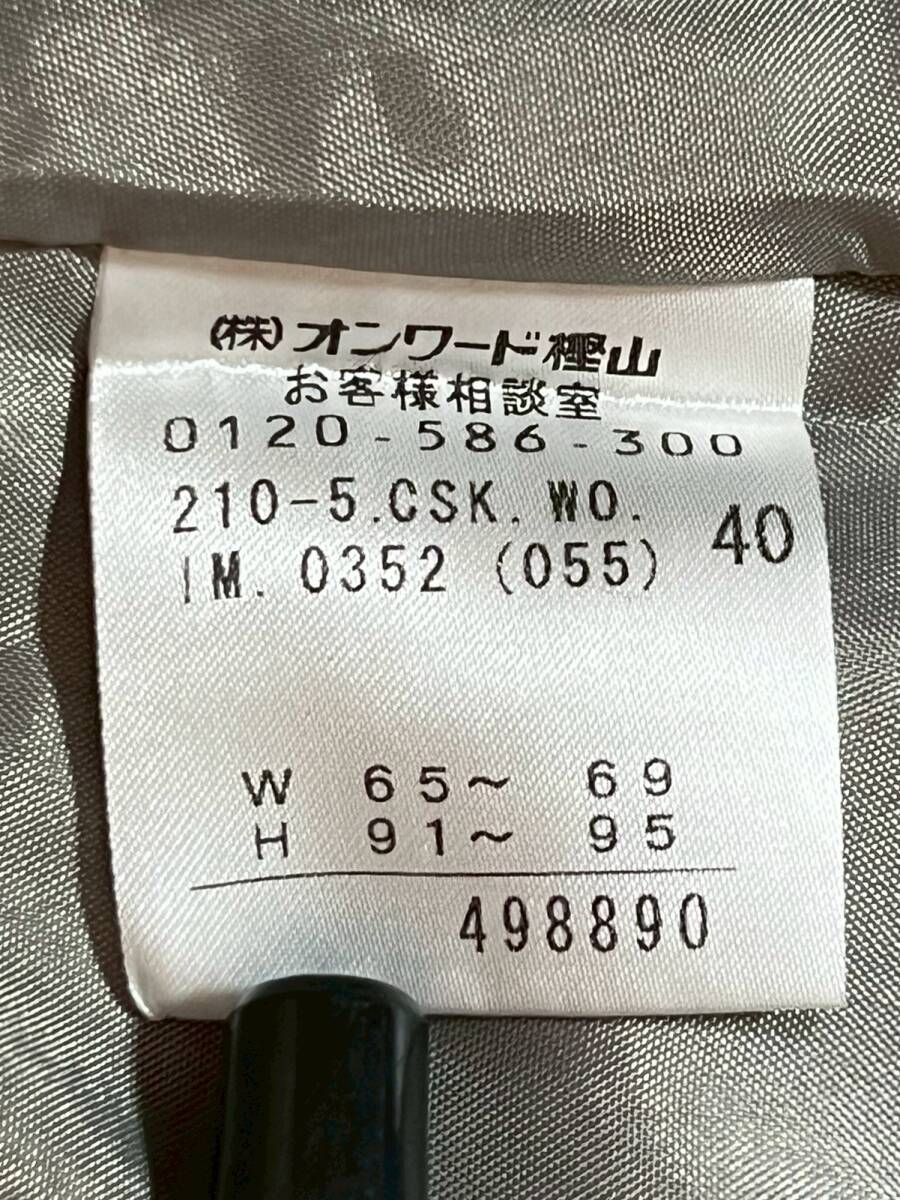 (株)オンワード樫山
お客様相談室
0120-586-300
210-5.CSK.WO.
IM.0352 (055)
40
W 65～ 69
H 91～ 95
498890